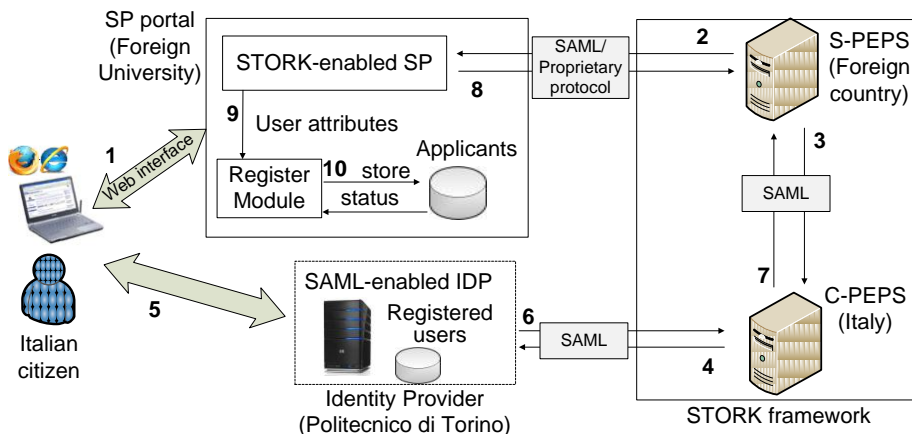 SP portal
(Foreign
University)
STORK-enabled SP
SAML/
Proprietary
protocol
2
8
S-PEPS
(Foreign
country)
9
User attributes
1
Web interface
Register
Module
10
store
status
Applicants
3
SAML
7
5
SAML-enabled IDP
Registered
users
6
SAML
4
C-PEPS
(Italy)
Italian
citizen
Identity Provider
(Politecnico di Torino)
STORK framework